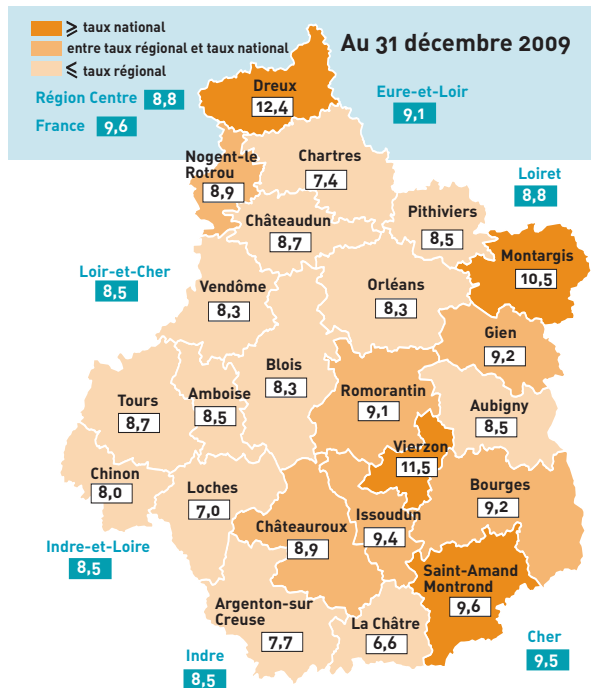 ⩾ taux national
entre taux régional et taux national
⩽ taux régional
Au 31 décembre 2009
Région Centre 8,8
France 9,6
Dreux
12,4
Eure-et-Loir
9,1
Nogent-le
Rotrou
8,9
Chartres
7,4
Loiret
8,8
Châteaudun
8,7
Pithiviers
8,5
Montargis
10,5
Loir-et-Cher
8,5
Vendôme
8,3
Orléans
8,3
Gien
9,2
Blois
8,3
Tours
8,7
Amboise
8,5
Romorantin
9,1
Aubigny
8,5
Vierzon
11,5
Chinon
8,0
Loches
7,0
Bourges
9,2
Châteauroux
8,9
Issoudun
9,4
Indre-et-Loire
8,5
Saint-Amand
Montrond
9,6
Argenton-sur
Creuse
7,7
La Châtre
6,6
Cher
9,5
Indre
8,5